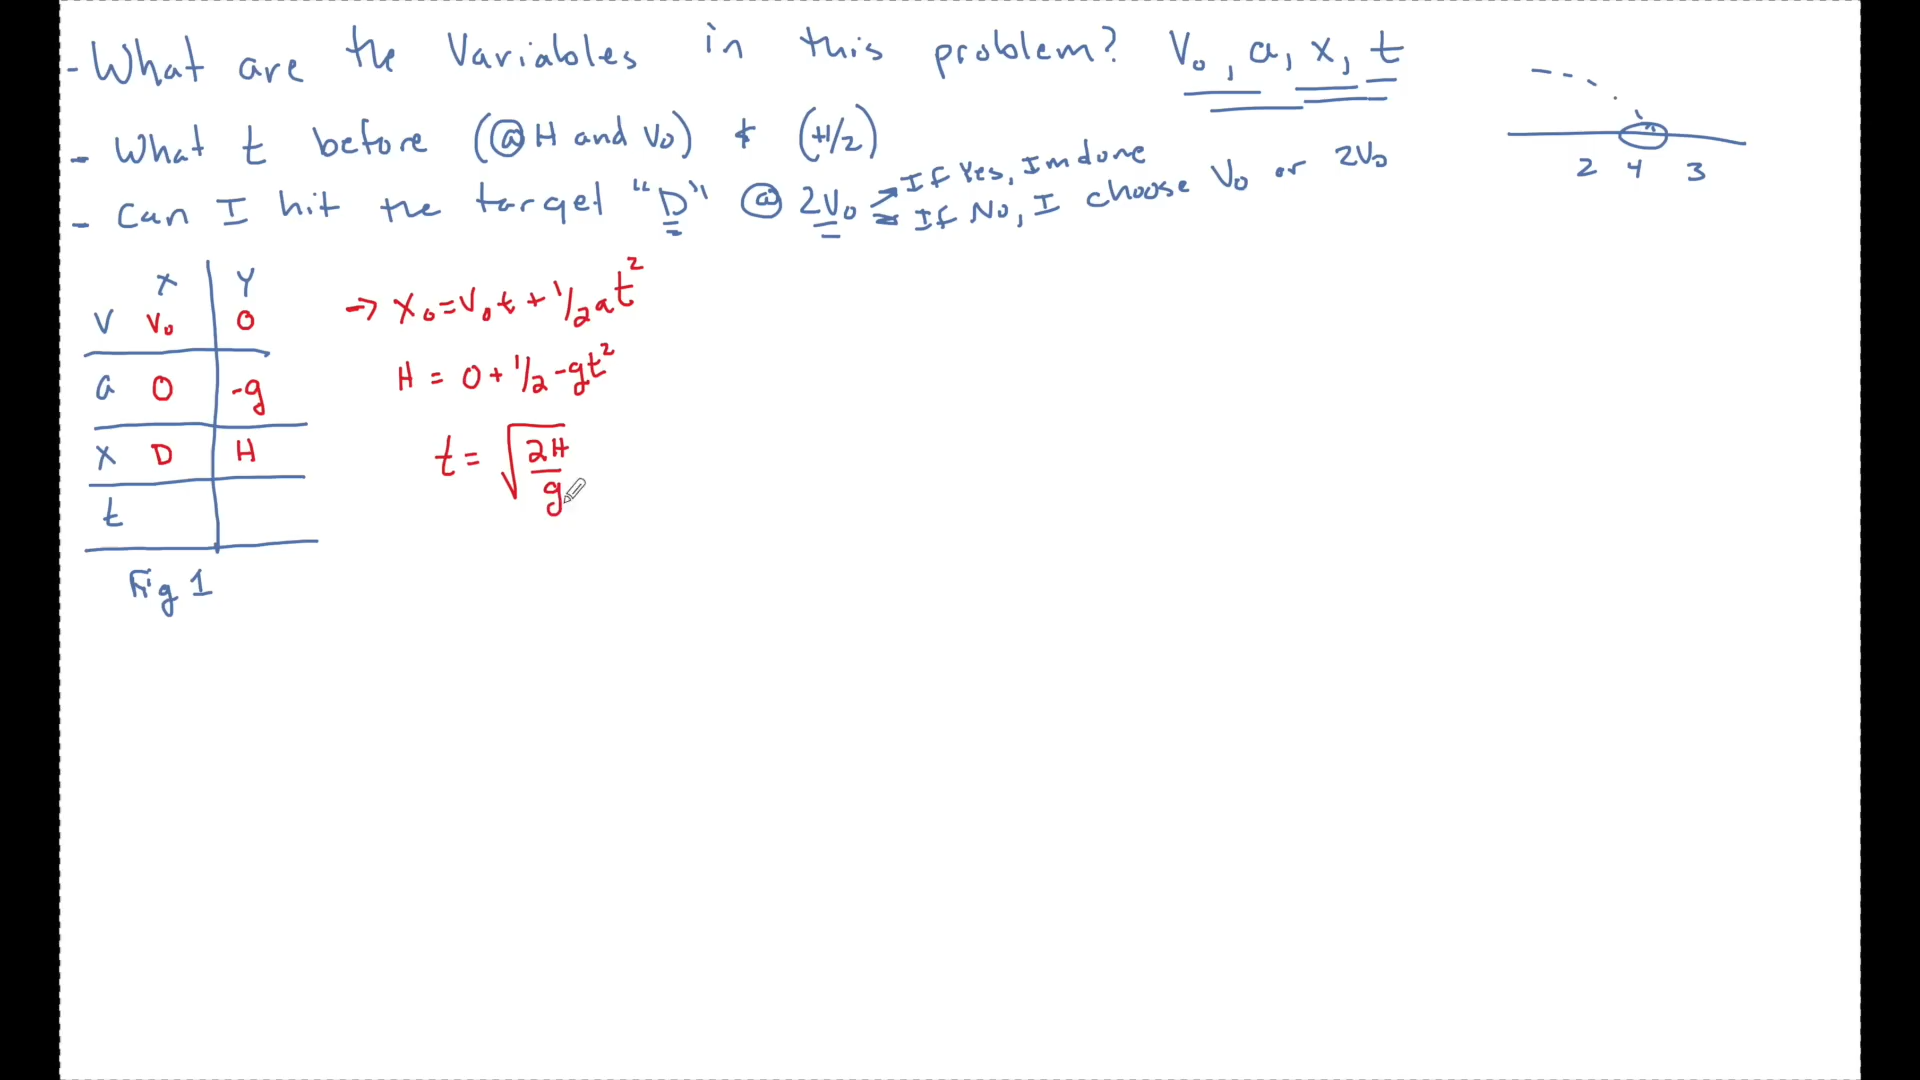 - What are the Variables in this problem? V₀, a, x, t
- What t before (@ H and V₀) & (H/2)
- Can I hit the target "D" @ 2V₀
If Yes, Im done
If No, I choose V₀ or 2V₀
2 4 3
X Y
V V₀ 0
a 0 -g
X D H
t
Fig 1
→ X₀ = V₀t + 1/2at²
H = 0 + 1/2 -gt²
t = √2H/g